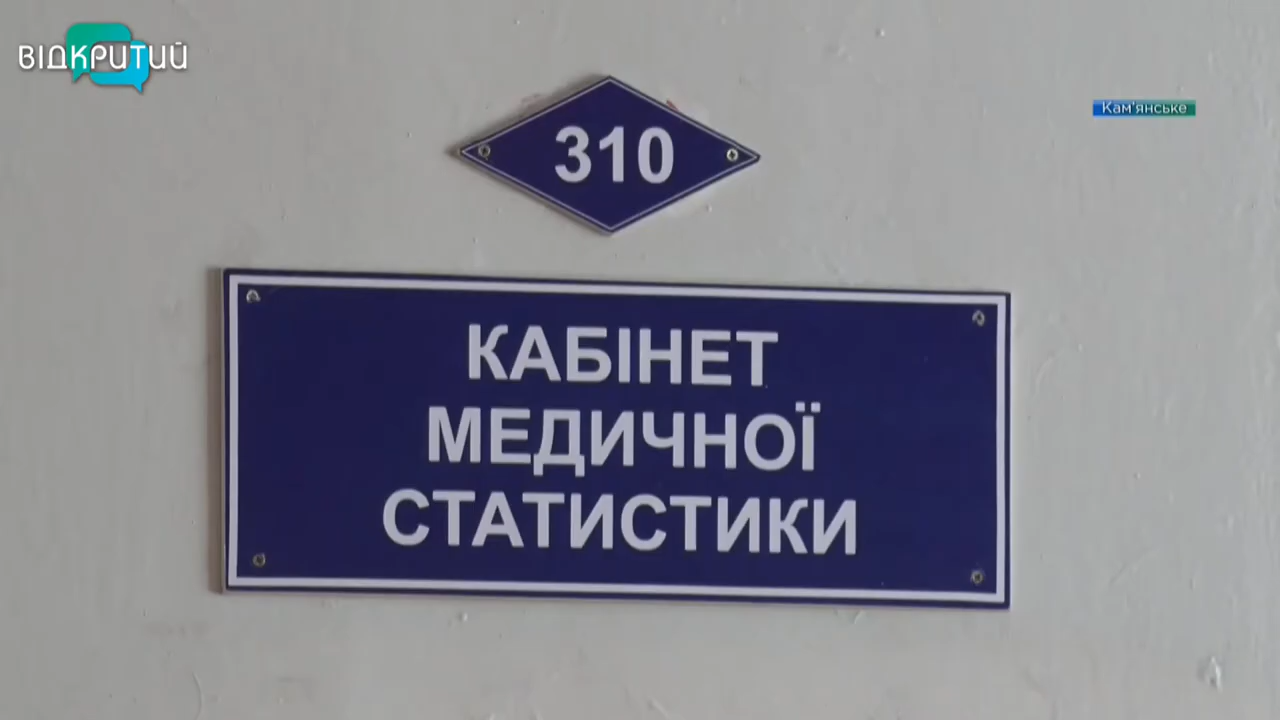 ВІДКРИТИЙ
Кам'янське
310
КАБІНЕТ
МЕДИЧНОЇ
СТАТИСТИКИ